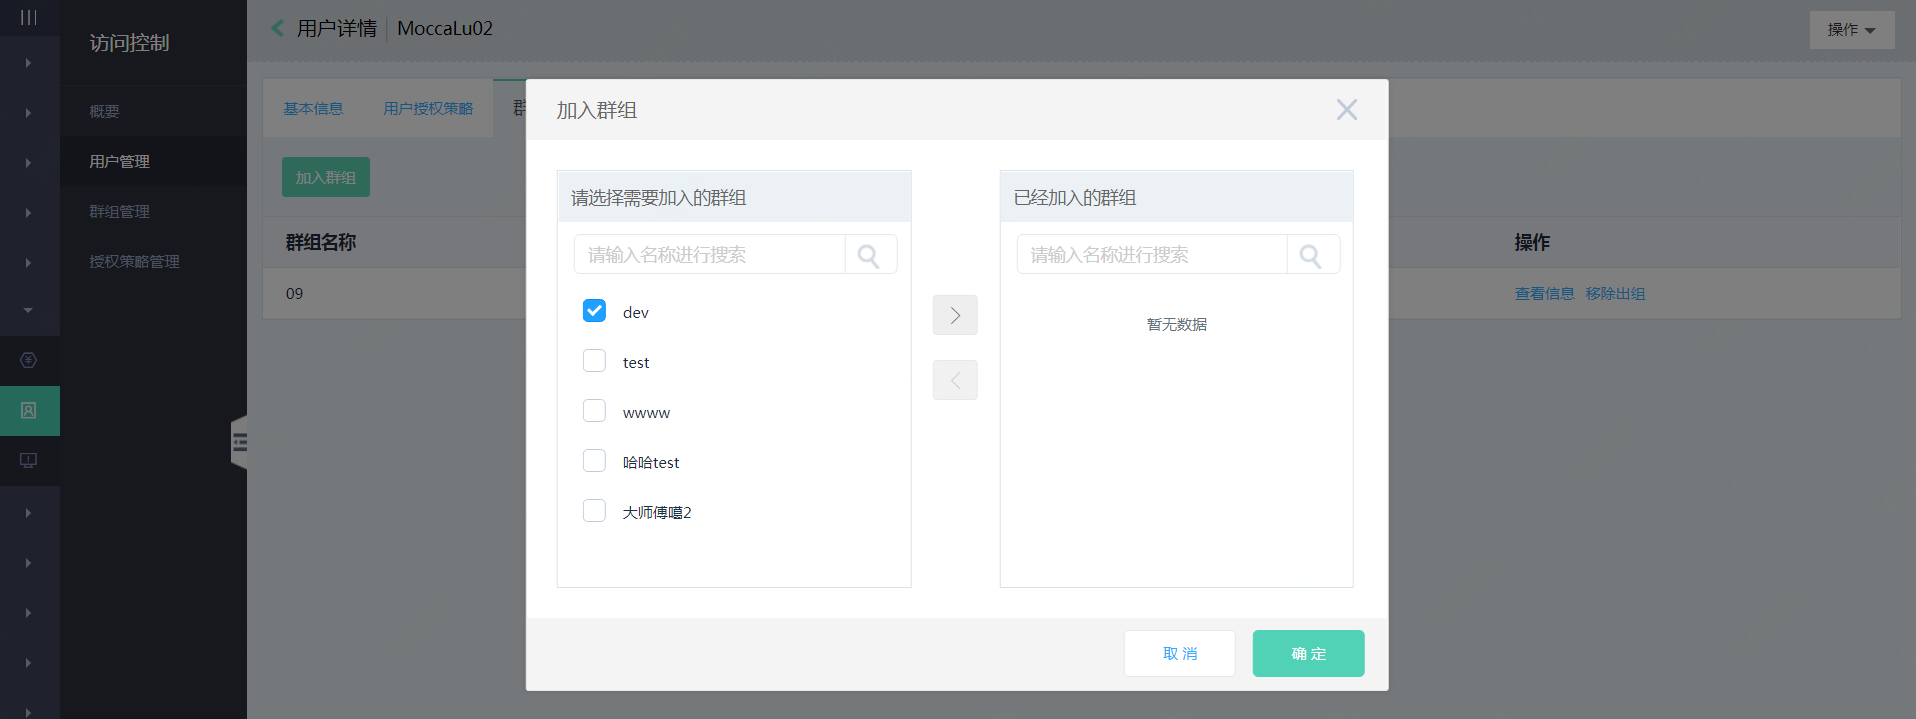 访问控制
概要
用户管理
群组管理
授权策略管理
用户详情 MoccaLu02
操作
基本信息 用户授权策略 群
加入群组
群组名称 操作
09 查看信息 移除出组
加入群组
请选择需要加入的群组
请输入名称进行搜索
dev
test
wwww
哈哈test
大师傅噶2
已经加入的群组
请输入名称进行搜索
暂无数据
取消 确定